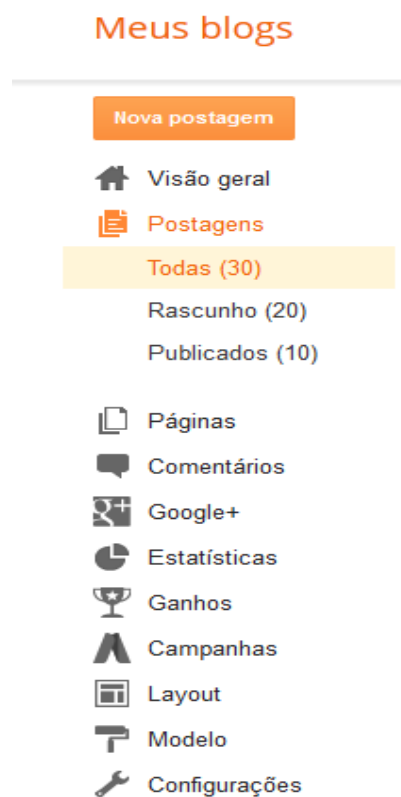 Meus blogs
Nova postagem
Visão geral
Postagens
Todas (30)
Rascunho (20)
Publicados (10)
Páginas
Comentários
Google+
Estatísticas
Ganhos
Campanhas
Layout
Modelo
Configurações